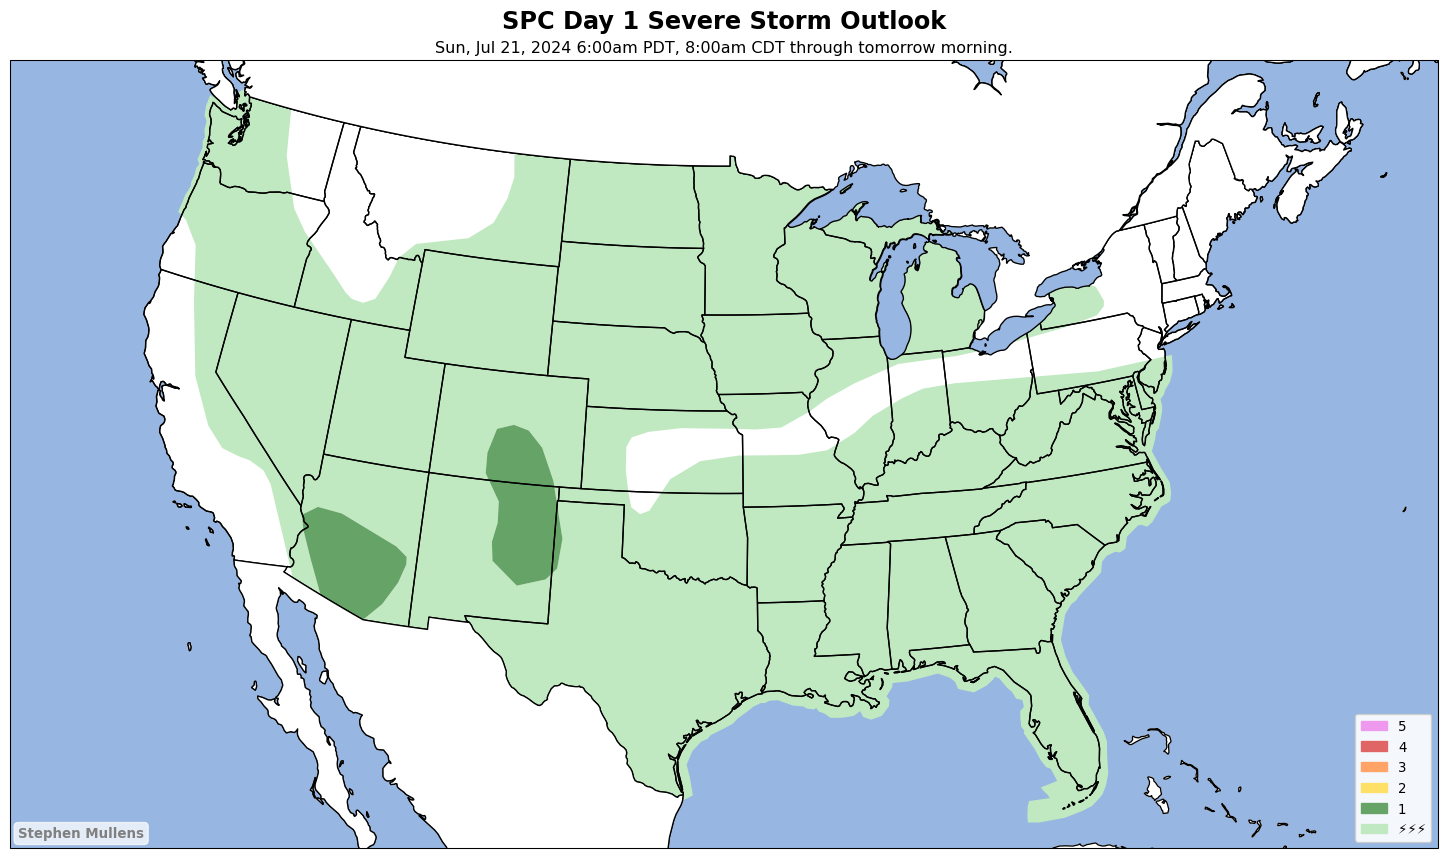 SPC Day 1 Severe Storm Outlook
Sun, Jul 21, 2024 6:00am PDT, 8:00am CDT through tomorrow morning.
5
4
3
2
1
⚡⚡⚡
Stephen Mullens